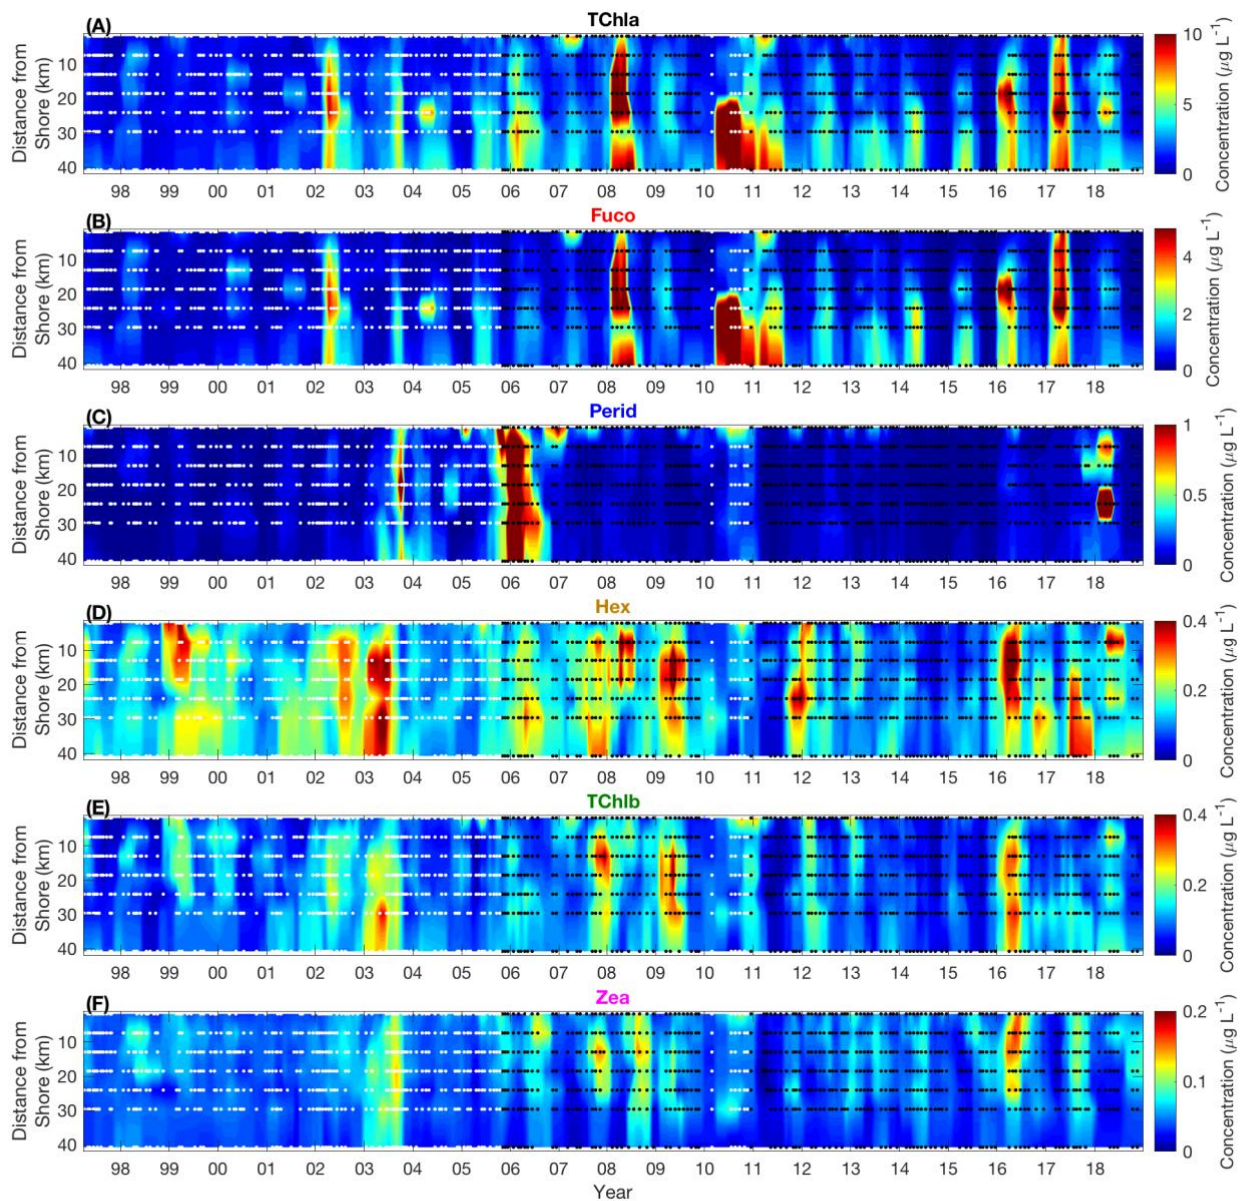 (A) TChla
Distance from Shore (km)
10
20
30
40
98 99 00 01 02 03 04 05 06 07 08 09 10 11 12 13 14 15 16 17 18
10
5
0
Concentration (μg L⁻¹)
(B) Fuco
Distance from Shore (km)
10
20
30
40
98 99 00 01 02 03 04 05 06 07 08 09 10 11 12 13 14 15 16 17 18
4
2
0
Concentration (μg L⁻¹)
(C) Perid
Distance from Shore (km)
10
20
30
40
98 99 00 01 02 03 04 05 06 07 08 09 10 11 12 13 14 15 16 17 18
1
0.5
0
Concentration (μg L⁻¹)
(D) Hex
Distance from Shore (km)
10
20
30
40
98 99 00 01 02 03 04 05 06 07 08 09 10 11 12 13 14 15 16 17 18
0.4
0.2
0
Concentration (μg L⁻¹)
(E) TChlb
Distance from Shore (km)
10
20
30
40
98 99 00 01 02 03 04 05 06 07 08 09 10 11 12 13 14 15 16 17 18
0.4
0.2
0
Concentration (μg L⁻¹)
(F) Zea
Distance from Shore (km)
10
20
30
40
98 99 00 01 02 03 04 05 06 07 08 09 10 11 12 13 14 15 16 17 18
0.2
0.1
0
Concentration (μg L⁻¹)
Year